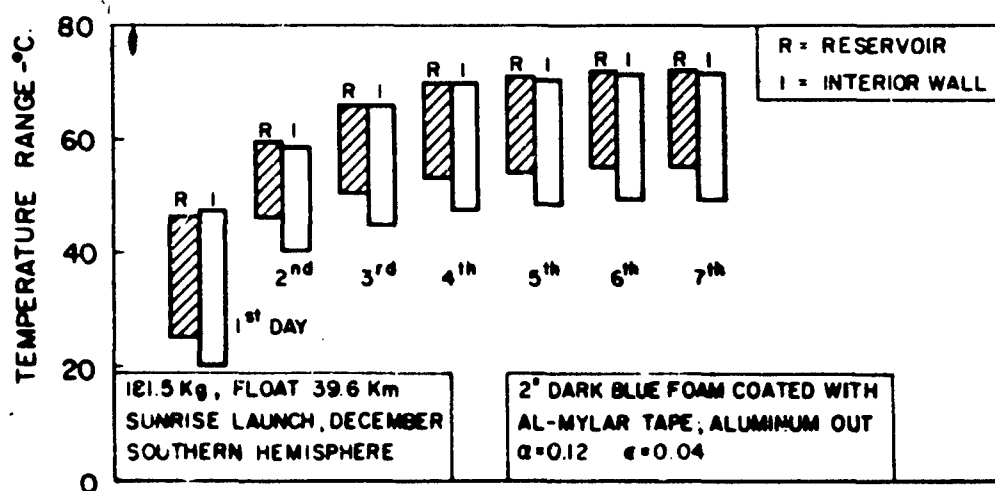 TEMPERATURE RANGE-°C.
80
60
40
20
0
R = RESERVOIR
I = INTERIOR WALL
R I
R I
R I
R I
R I
R I
R I
1st DAY
2nd
3rd
4th
5th
6th
7th
121.5 Kg, FLOAT 39.6 Km
SUNRISE LAUNCH, DECEMBER
SOUTHERN HEMISPHERE
2" DARK BLUE FOAM COATED WITH
AL-MYLAR TAPE; ALUMINUM OUT
α=0.12 ϵ=0.04